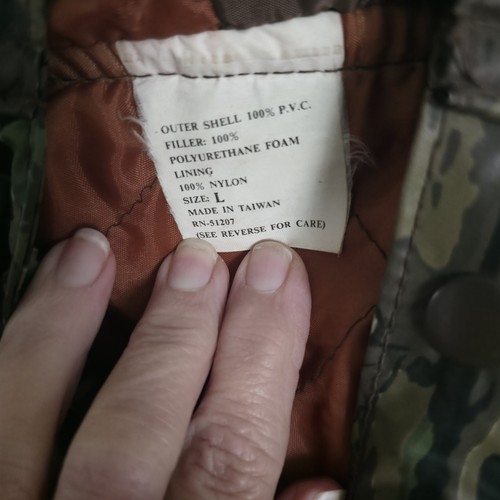 OUTER SHELL 100% P.V.C.
FILLER: 100%
POLYURETHANE FOAM
LINING
100% NYLON
SIZE: L
MADE IN TAIWAN
RN-51207
(SEE REVERSE FOR CARE)